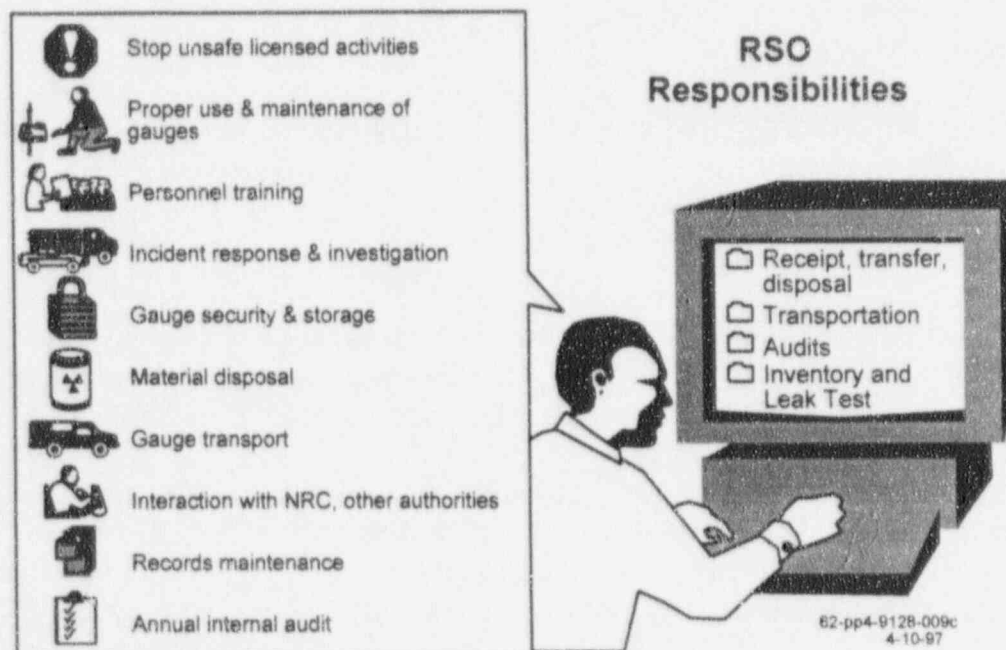 Stop unsafe licensed activities
Proper use & maintenance of
gauges
Personnel training
Incident response & investigation
Gauge security & storage
Material disposal
Gauge transport
Interaction with NRC, other authorities
Records maintenance
Annual internal audit
RSO
Responsibilities
Receipt, transfer,
disposal
Transportation
Audits
Inventory and
Leak Test
62-pp4-9128-009c
4-10-97